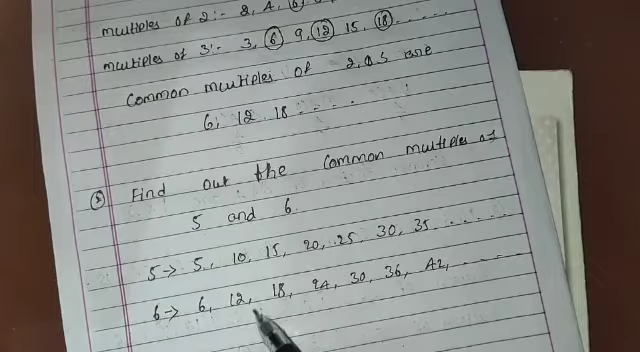 multiples of 2:- 2, 4, 6,
multiples of 3:- 3, 6 9, 12 15, 18.......
Common multiples of 2, 3 are
6, 12 18.....
Find out the common multiples of
5 and 6.
5→ 5, 10, 15, 20, 25, 30, 35.......
6→ 6, 12, 18, 24, 30, 36, 42,......